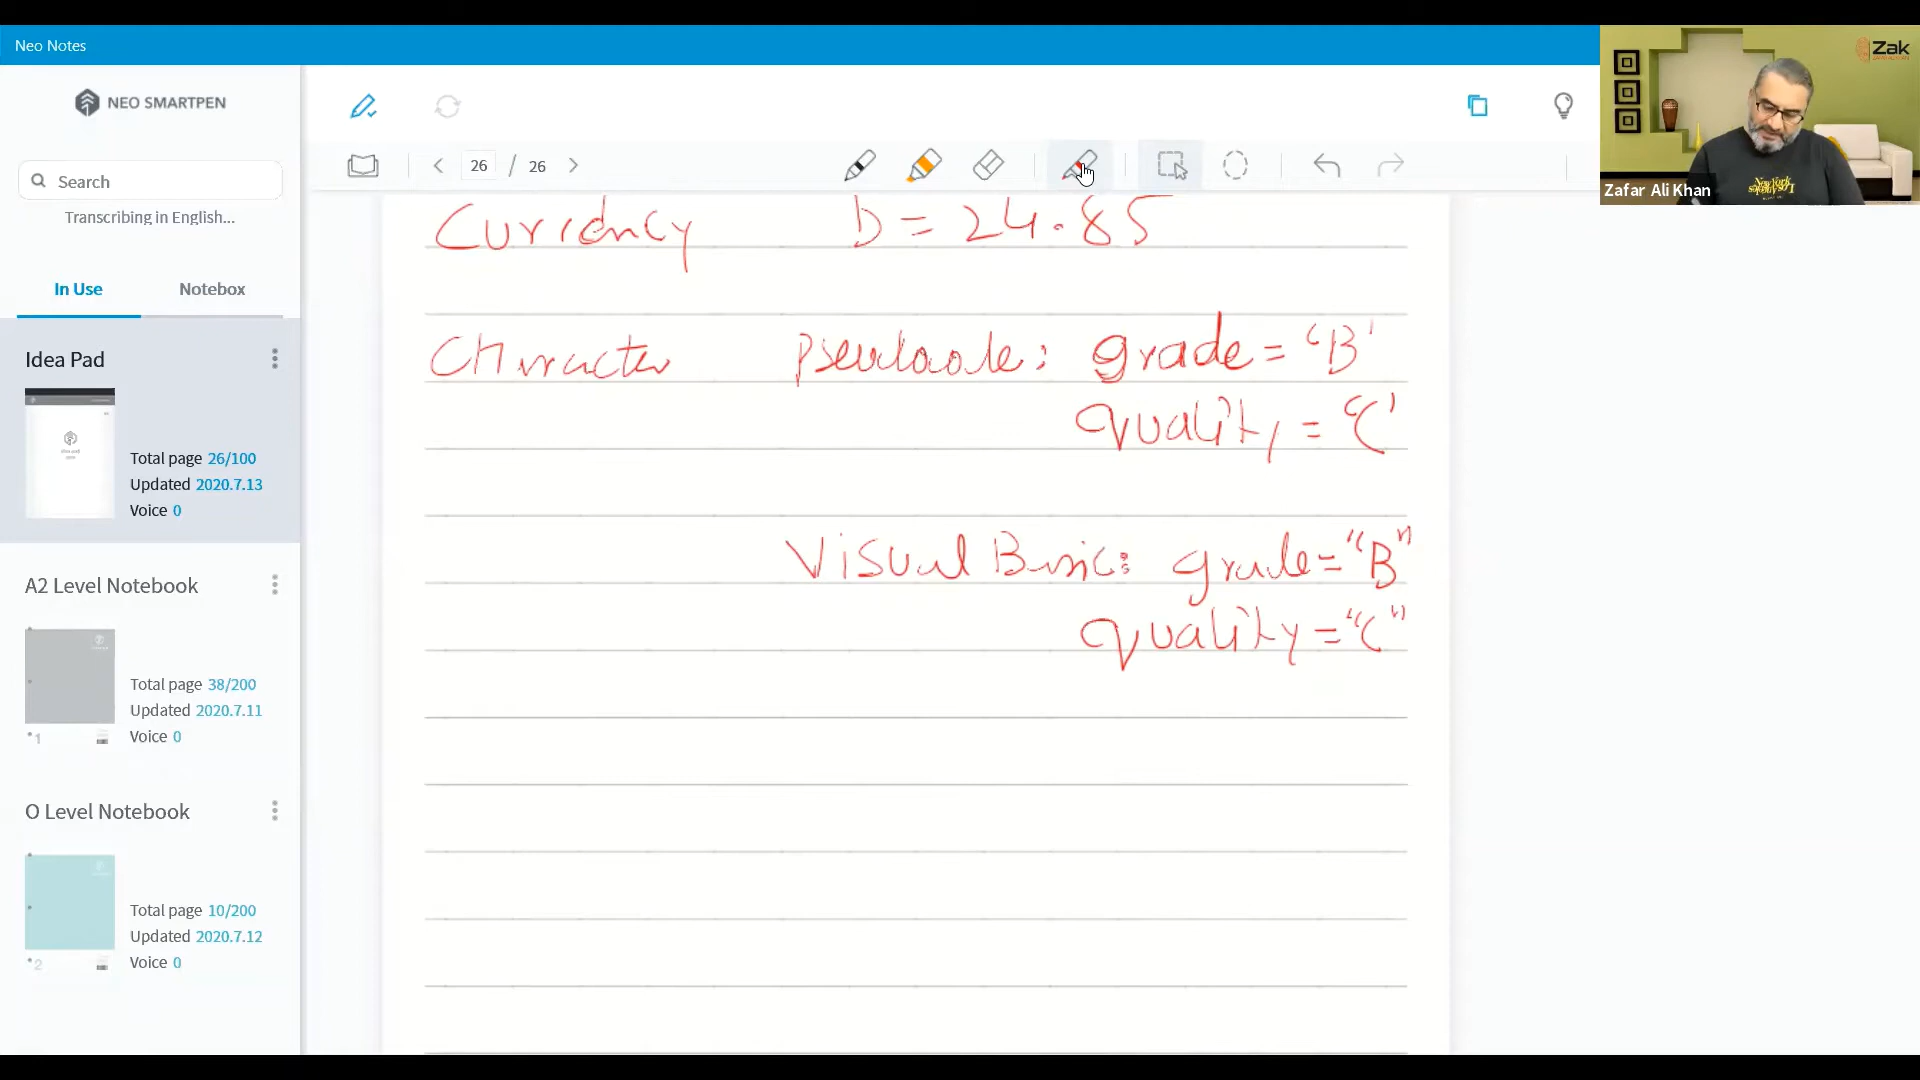 Neo Notes
NEO SMARTPEN
Search
Transcribing in English...
In Use Notebox
Idea Pad
Total page 26/100
Updated 2020.7.13
Voice 0
A2 Level Notebook
1
Total page 38/200
Updated 2020.7.11
Voice 0
O Level Notebook
2
Total page 10/200
Updated 2020.7.12
Voice 0
26 / 26
Currency D = 24.85
Character Pseudocode: grade = 'B'
quality = 'C'
Visual Basic: grade = "B"
quality = "C"
Zak
Zafar Ali Khan